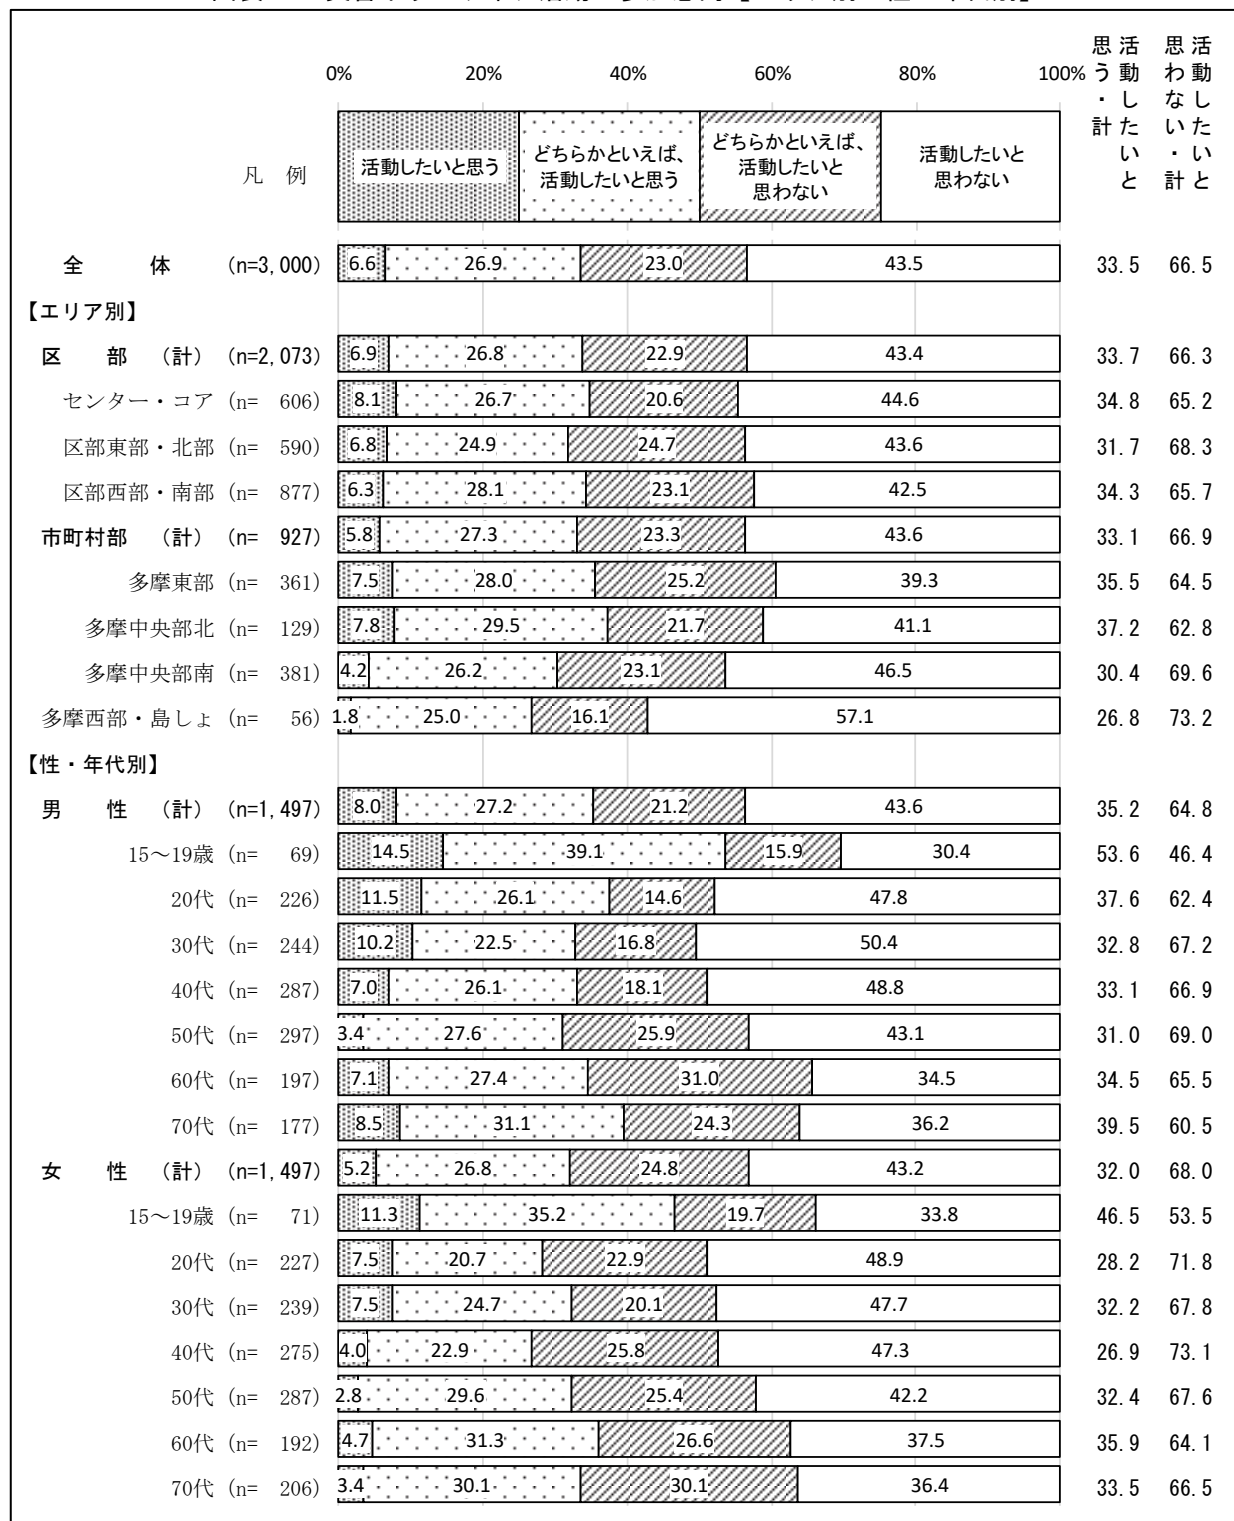 0% 20% 40% 60% 80% 100%
活動したいと思う・計
活動したいと思わない・計
凡 例 活動したいと思う どちらかといえば、活動したいと思う どちらかといえば、活動したいと思わない 活動したいと思わない
全 体 (n=3,000) 6.6 26.9 23.0 43.5 33.5 66.5
【エリア別】
区 部 (計) (n=2,073) 6.9 26.8 22.9 43.4 33.7 66.3
センター・コア (n= 606) 8.1 26.7 20.6 44.6 34.8 65.2
区部東部・北部 (n= 590) 6.8 24.9 24.7 43.6 31.7 68.3
区部西部・南部 (n= 877) 6.3 28.1 23.1 42.5 34.3 65.7
市町村部 (計) (n= 927) 5.8 27.3 23.3 43.6 33.1 66.9
多摩東部 (n= 361) 7.5 28.0 25.2 39.3 35.5 64.5
多摩中央部北 (n= 129) 7.8 29.5 21.7 41.1 37.2 62.8
多摩中央部南 (n= 381) 4.2 26.2 23.1 46.5 30.4 69.6
多摩西部・島しょ (n= 56) 1.8 25.0 16.1 57.1 26.8 73.2
【性・年代別】
男 性 (計) (n=1,497) 8.0 27.2 21.2 43.6 35.2 64.8
15～19歳 (n= 69) 14.5 39.1 15.9 30.4 53.6 46.4
20代 (n= 226) 11.5 26.1 14.6 47.8 37.6 62.4
30代 (n= 244) 10.2 22.5 16.8 50.4 32.8 67.2
40代 (n= 287) 7.0 26.1 18.1 48.8 33.1 66.9
50代 (n= 297) 3.4 27.6 25.9 43.1 31.0 69.0
60代 (n= 197) 7.1 27.4 31.0 34.5 34.5 65.5
70代 (n= 177) 8.5 31.1 24.3 36.2 39.5 60.5
女 性 (計) (n=1,497) 5.2 26.8 24.8 43.2 32.0 68.0
15～19歳 (n= 71) 11.3 35.2 19.7 33.8 46.5 53.5
20代 (n= 227) 7.5 20.7 22.9 48.9 28.2 71.8
30代 (n= 239) 7.5 24.7 20.1 47.7 32.2 67.8
40代 (n= 275) 4.0 22.9 25.8 47.3 26.9 73.1
50代 (n= 287) 2.8 29.6 25.4 42.2 32.4 67.6
60代 (n= 192) 4.7 31.3 26.6 37.5 35.9 64.1
70代 (n= 206) 3.4 30.1 30.1 36.4 33.5 66.5